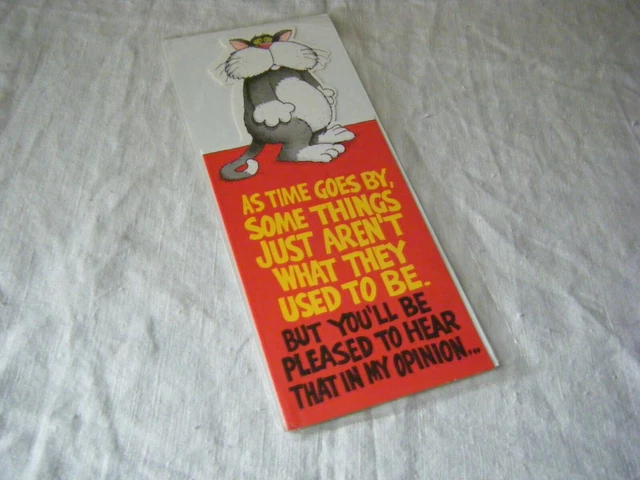 AS TIME GOES BY,
SOME THINGS
JUST AREN'T
WHAT THEY
USED TO BE.
BUT YOU'LL BE
PLEASED TO HEAR
THAT IN MY OPINION...